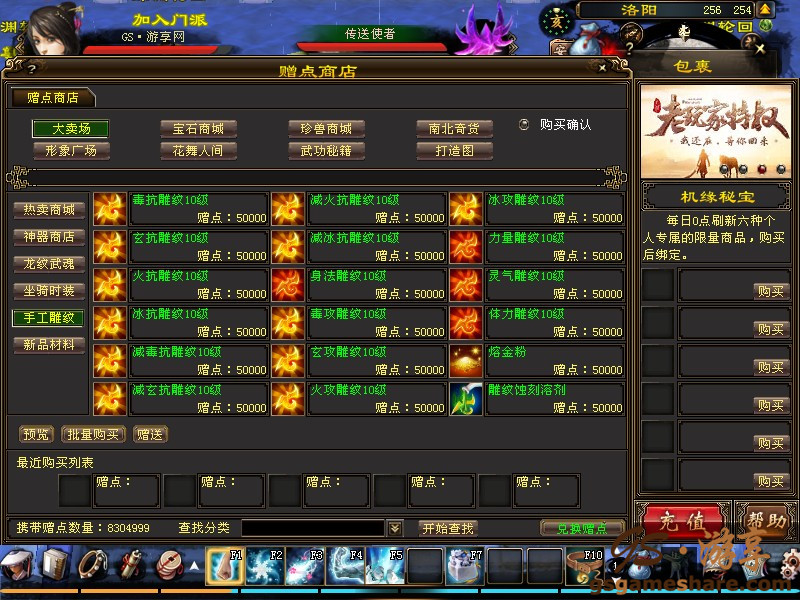 加入门派
GS·游享网
传送使者
亥
洛阳
256 254
赠点商店
包裹
赠点商店
大卖场
宝石商城
珍兽商城
南北奇货
购买确认
形象广场
花舞人间
武功秘籍
打造图
老玩家特权
·我还在,等你回来·
热卖商城
神器商店
龙纹武魂
坐骑时装
手工雕纹
新品材料
毒抗雕纹10级
赠点:50000
减火抗雕纹10级
赠点:50000
冰攻雕纹10级
赠点:50000
玄抗雕纹10级
赠点:50000
减冰抗雕纹10级
赠点:50000
力量雕纹10级
赠点:50000
火抗雕纹10级
赠点:50000
身法雕纹10级
赠点:50000
灵气雕纹10级
赠点:50000
冰抗雕纹10级
赠点:50000
毒攻雕纹10级
赠点:50000
体力雕纹10级
赠点:50000
减毒抗雕纹10级
赠点:50000
玄攻雕纹10级
赠点:50000
熔金粉
赠点:50000
减玄抗雕纹10级
赠点:50000
火攻雕纹10级
赠点:50000
雕纹蚀刻溶剂
赠点:50000
机缘秘宝
每日0点刷新六种个
人专属的限量商品,购买
后绑定。
购买
购买
购买
购买
购买
购买
预览
批量购买
赠送
最近购买列表
赠点:
赠点:
赠点:
赠点:
赠点:
携带赠点数量:8304999
查找分类
开始查找
兑换赠点
充值
帮助
F1
F2
F3
F4
F5
F7
F10
GS·游享
gsgameshare.com